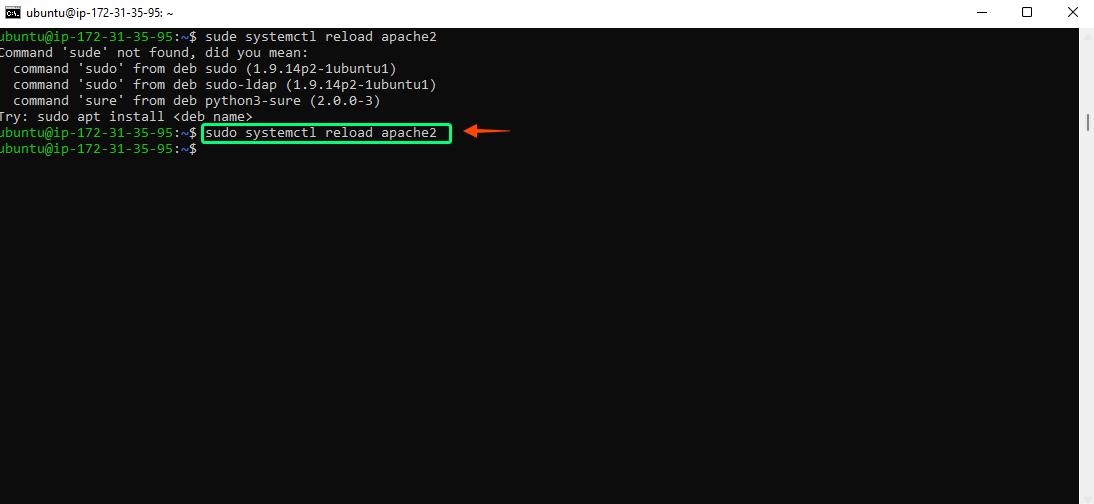 ubuntu@ip-172-31-35-95: ~
ubuntu@ip-172-31-35-95:~$ sude systemctl reload apache2
Command 'sude' not found, did you mean:
  command 'sudo' from deb sudo (1.9.14p2-1ubuntu1)
  command 'sudo' from deb sudo-ldap (1.9.14p2-1ubuntu1)
  command 'sure' from deb python3-sure (2.0.0-3)
Try: sudo apt install <deb name>
ubuntu@ip-172-31-35-95:~$ sudo systemctl reload apache2
ubuntu@ip-172-31-35-95:~$